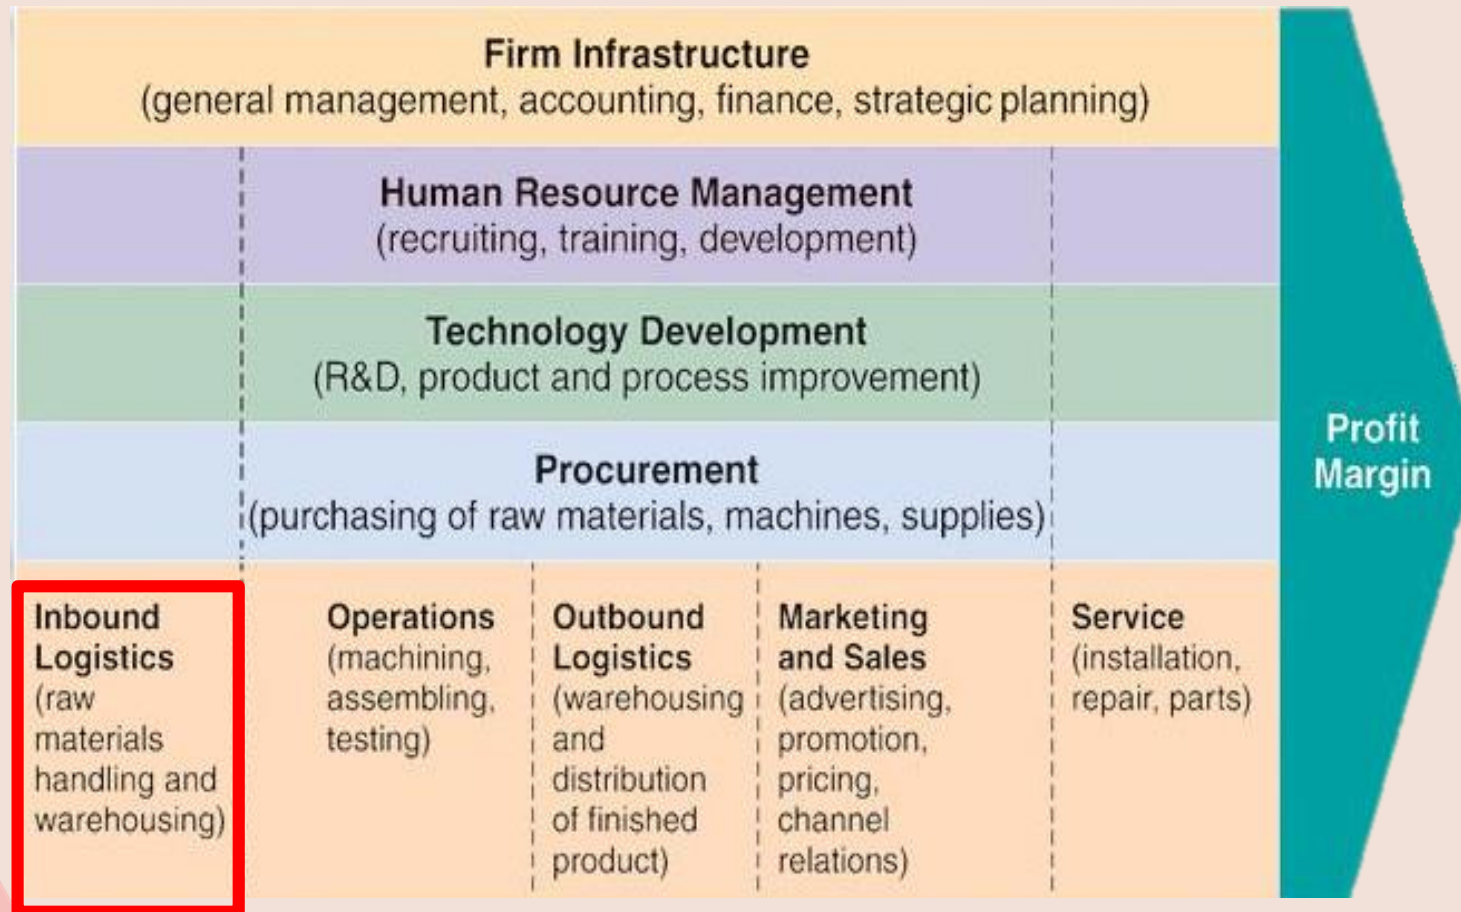 Firm Infrastructure
(general management, accounting, finance, strategic planning)
Human Resource Management
(recruiting, training, development)
Technology Development
(R&D, product and process improvement)
Procurement
(purchasing of raw materials, machines, supplies)
Inbound
Logistics
(raw
materials
handling and
warehousing)
Operations
(machining,
assembling,
testing)
Outbound
Logistics
(warehousing
and
distribution
of finished
product)
Marketing
and Sales
(advertising,
promotion,
pricing,
channel
relations)
Service
(installation,
repair, parts)
Profit
Margin